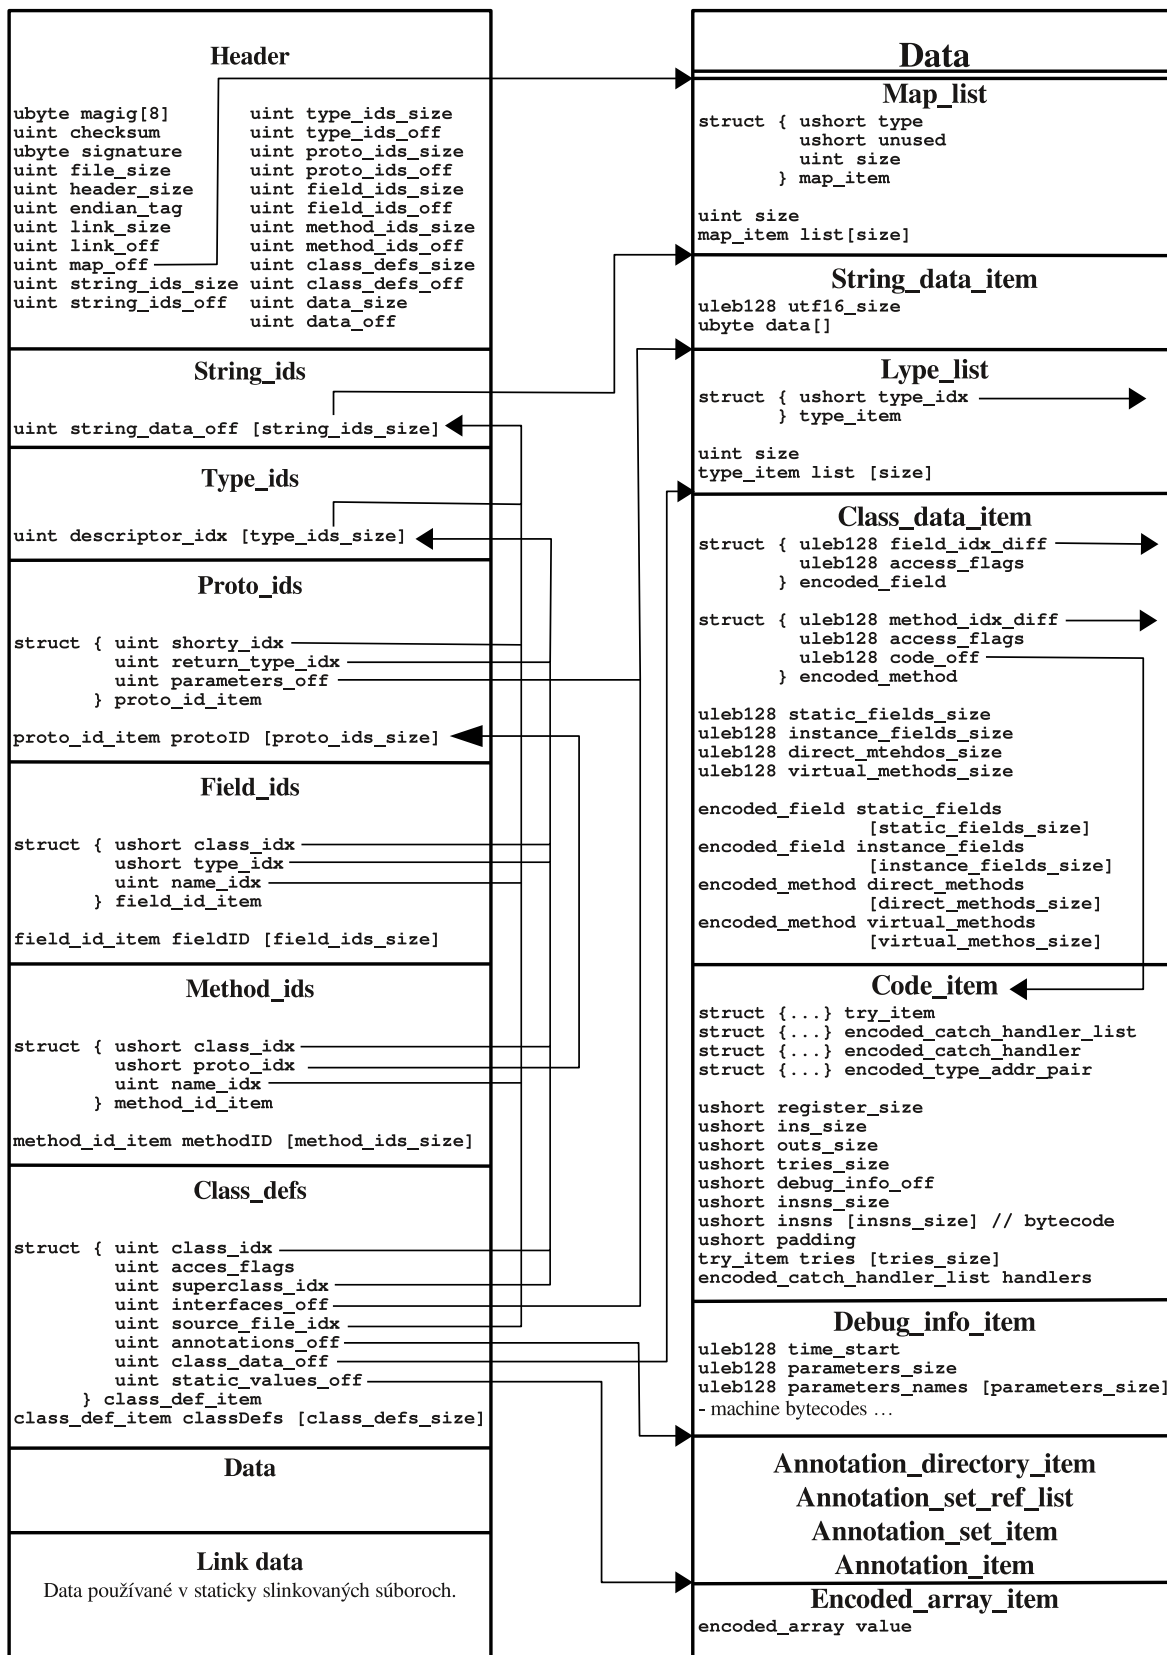 Header
ubyte magig[8]
uint checksum
ubyte signature
uint file_size
uint header_size
uint endian_tag
uint link_size
uint link_off
uint map_off
uint string_ids_size
uint string_ids_off
uint type_ids_size
uint type_ids_off
uint proto_ids_size
uint proto_ids_off
uint field_ids_size
uint field_ids_off
uint method_ids_size
uint method_ids_off
uint class_defs_size
uint class_defs_off
uint data_size
uint data_off
String_ids
uint string_data_off [string_ids_size]
Type_ids
uint descriptor_idx [type_ids_size]
Proto_ids
struct { uint shorty_idx
uint return_type_idx
uint parameters_off
} proto_id_item
proto_id_item protoID [proto_ids_size]
Field_ids
struct { ushort class_idx
ushort type_idx
uint name_idx
} field_id_item
field_id_item fieldID [field_ids_size]
Method_ids
struct { ushort class_idx
ushort proto_idx
uint name_idx
} method_id_item
method_id_item methodID [method_ids_size]
Class_defs
struct { uint class_idx
uint acces_flags
uint superclass_idx
uint interfaces_off
uint source_file_idx
uint annotations_off
uint class_data_off
uint static_values_off
} class_def_item
class_def_item classDefs [class_defs_size]
Data
Link data
Data používané v staticky slinkovaných súboroch.
Data
Map_list
struct { ushort type
ushort unused
uint size
} map_item
uint size
map_item list[size]
String_data_item
uleb128 utf16_size
ubyte data[]
Lype_list
struct { ushort type_idx
} type_item
uint size
type_item list [size]
Class_data_item
struct { uleb128 field_idx_diff
uleb128 access_flags
} encoded_field
struct { uleb128 method_idx_diff
uleb128 access_flags
uleb128 code_off
} encoded_method
uleb128 static_fields_size
uleb128 instance_fields_size
uleb128 direct_mtehdos_size
uleb128 virtual_methods_size
encoded_field static_fields
[static_fields_size]
encoded_field instance_fields
[instance_fields_size]
encoded_method direct_methods
[direct_methods_size]
encoded_method virtual_methods
[virtual_methos_size]
Code_item
struct {...} try_item
struct {...} encoded_catch_handler_list
struct {...} encoded_catch_handler
struct {...} encoded_type_addr_pair
ushort register_size
ushort ins_size
ushort outs_size
ushort tries_size
ushort debug_info_off
ushort insns_size
ushort insns [insns_size] // bytecode
ushort padding
try_item tries [tries_size]
encoded_catch_handler_list handlers
Debug_info_item
uleb128 time_start
uleb128 parameters_size
uleb128 parameters_names [parameters_size]
- machine bytecodes …
Annotation_directory_item
Annotation_set_ref_list
Annotation_set_item
Annotation_item
Encoded_array_item
encoded_array value